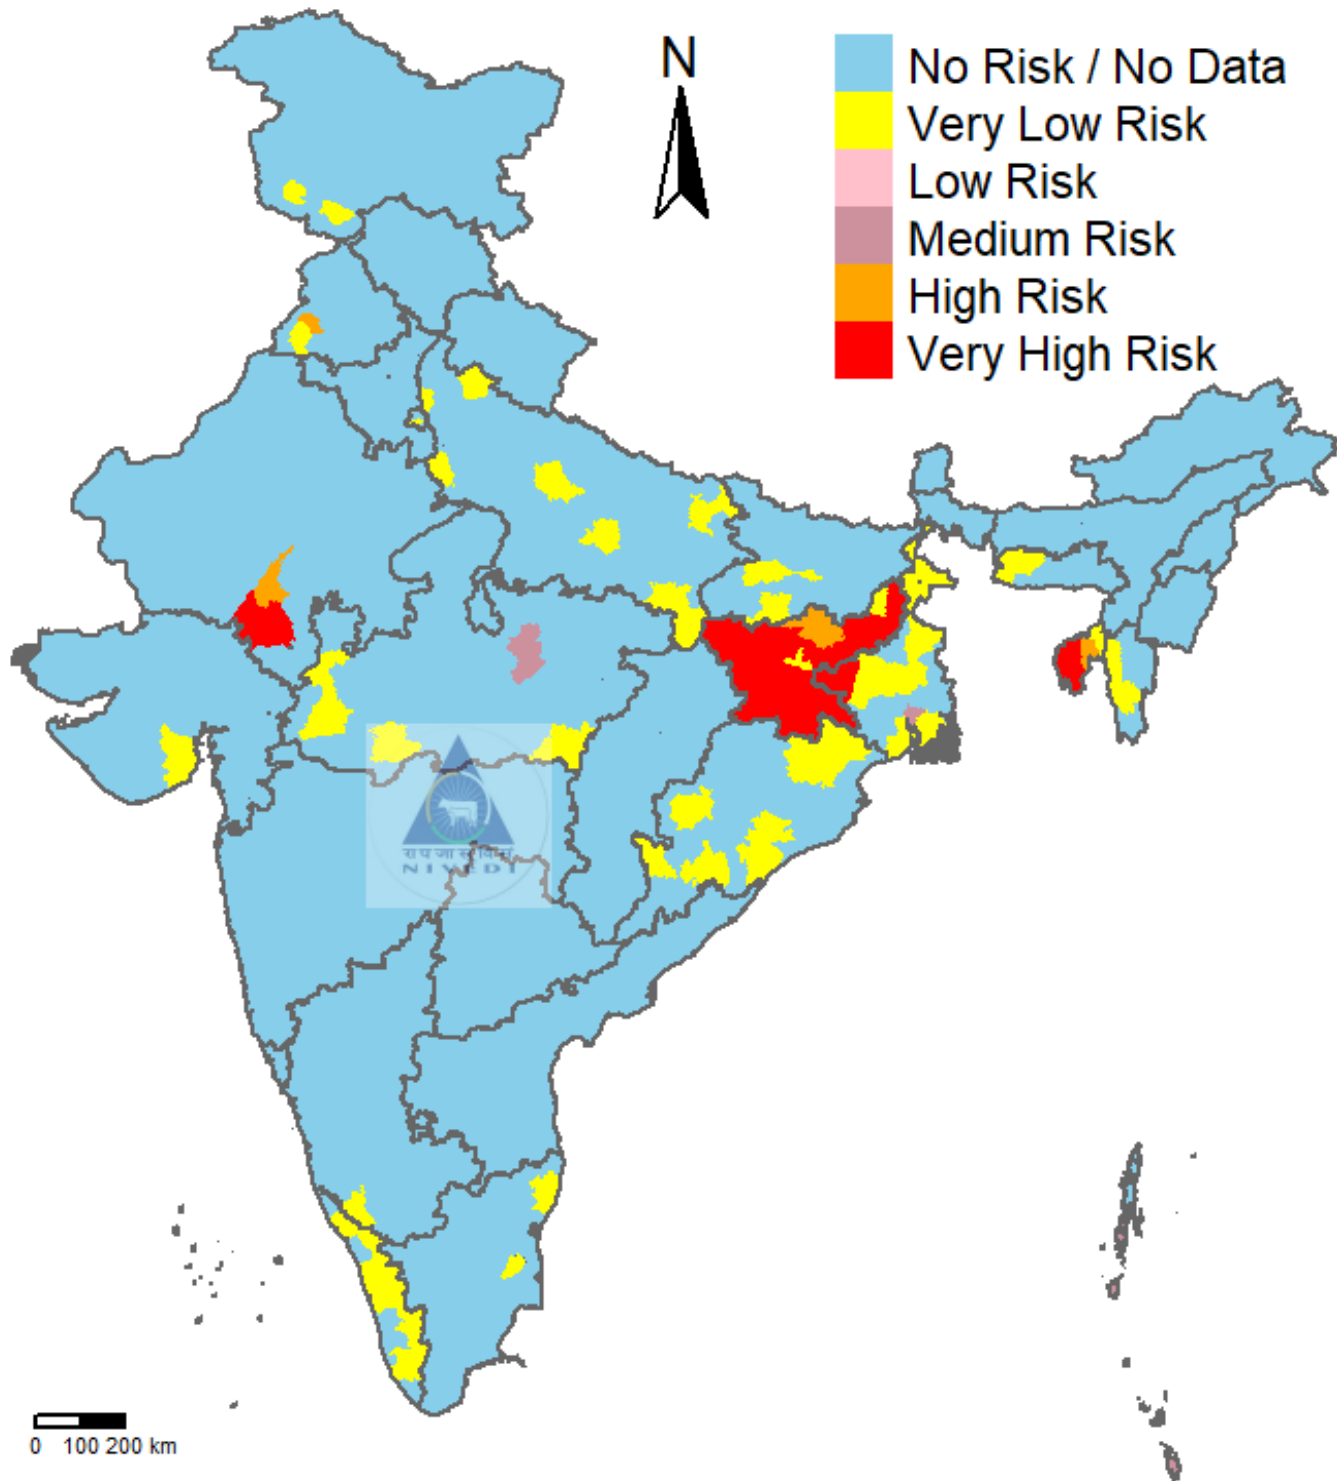 N
No Risk / No Data
Very Low Risk
Low Risk
Medium Risk
High Risk
Very High Risk
NIVEDI
0 100 200 km